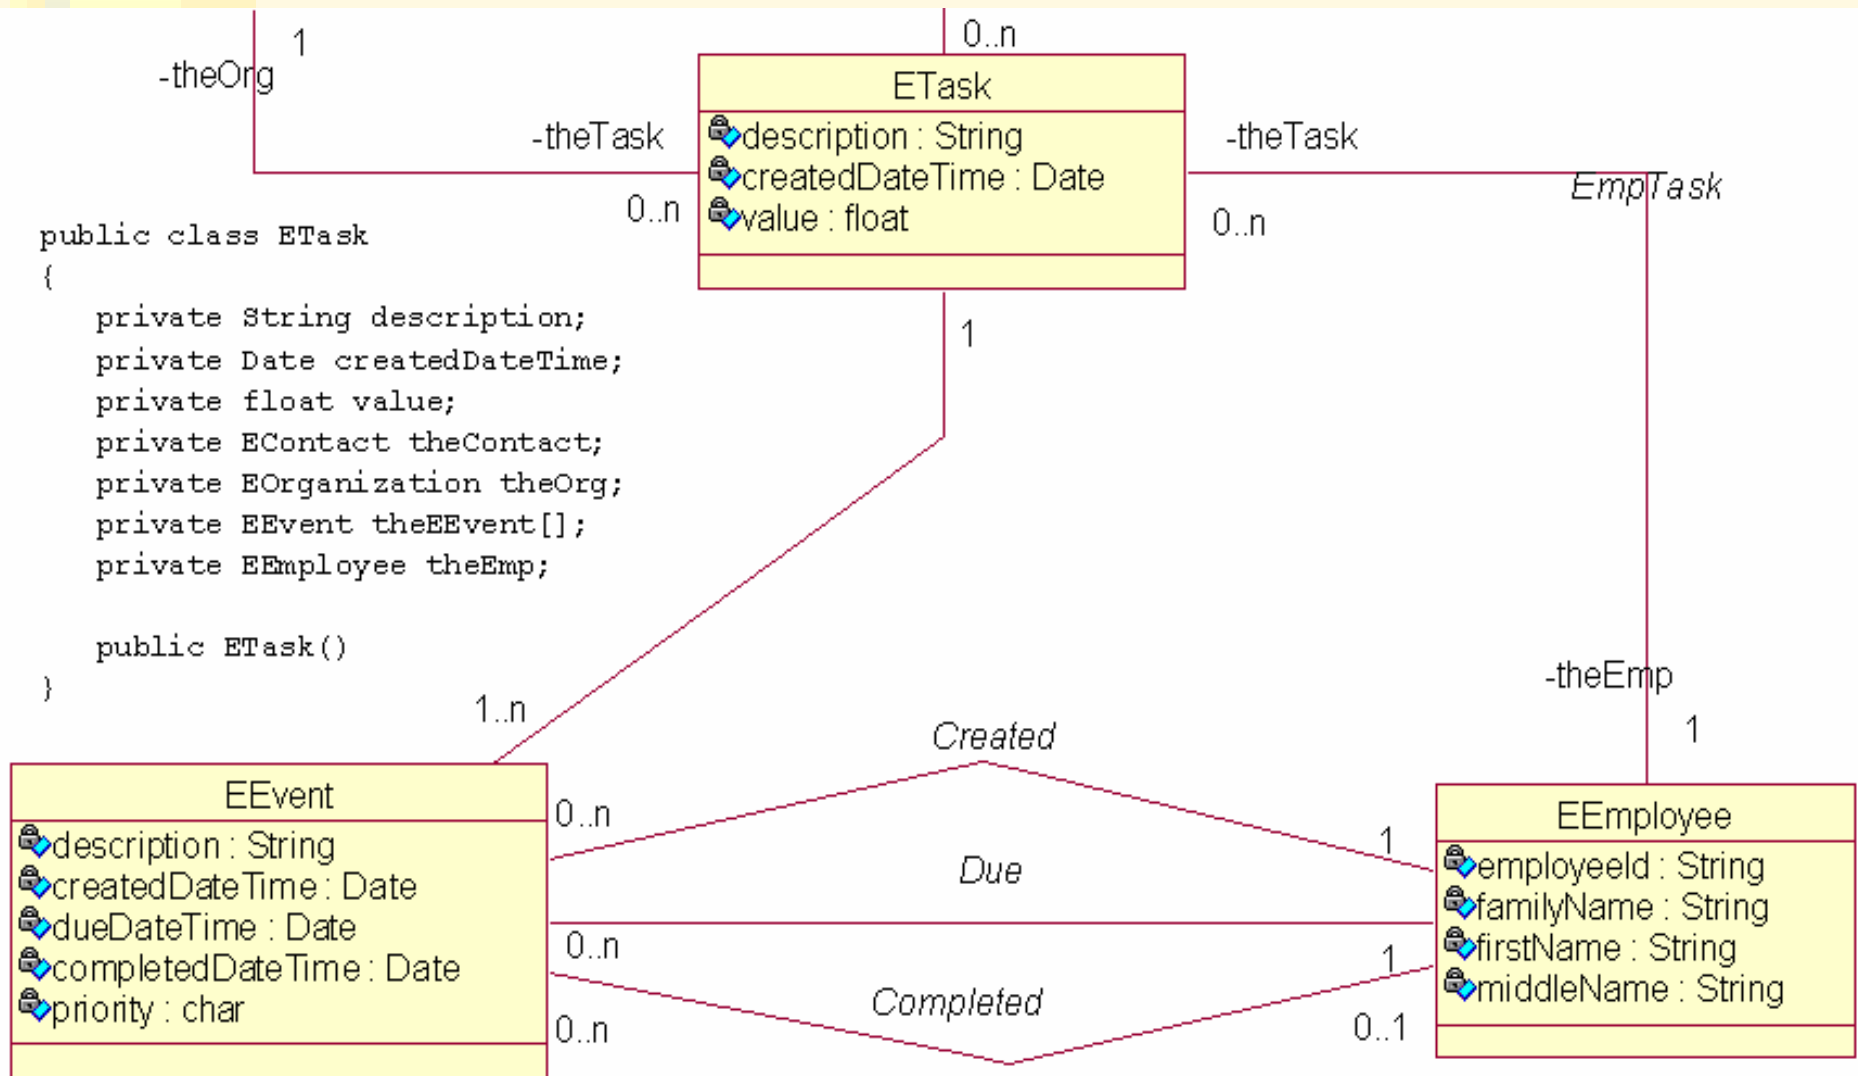 1
0..n
-theOrg
ETask
-theTask
description : String
-theTask
createdDateTime : Date
EmpTask
0..n
value : float
0..n
public class ETask
{
private String description;
private Date createdDateTime;
1
private float value;
private EContact theContact;
private EOrganization theOrg;
private EEvent theEEvent[];
private EEmployee theEmp;
public ETask()
}
-theEmp
1..n
1
Created
EEvent
0..n
EEmployee
description : String
1
createdDateTime : Date
Due
employeeId : String
dueDateTime : Date
familyName : String
0..n
1
firstName : String
completedDateTime : Date
middleName : String
priority : char
Completed
0..n
0..1